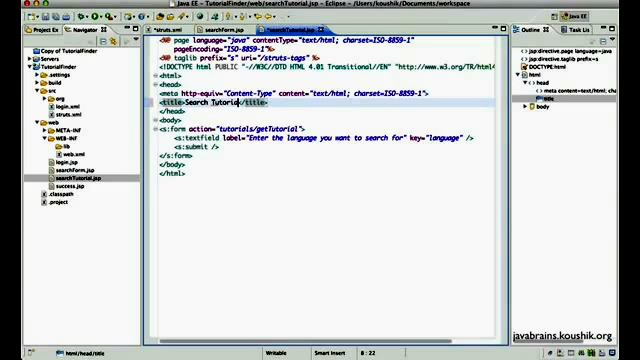 Java EE - TutorialFinder/web/searchTutorial.jsp - Eclipse - /Users/koushik/Documents/workspace
Java EE
Project Ex
Navigator
*struts.xml
searchForm.jsp
*searchTutorial.jsp
Outline
Task Lis
Copy of TutorialFinder
Servers
TutorialFinder
.settings
build
src
org
login.xml
struts.xml
web
META-INF
WEB-INF
lib
web.xml
login.jsp
searchForm.jsp
searchTutorial.jsp
success.jsp
.classpath
.project
<%@ page language="java" contentType="text/html; charset=ISO-8859-1"
pageEncoding="ISO-8859-1"%>
<%@ taglib prefix="s" uri="/struts-tags" %>
<!DOCTYPE html PUBLIC "-//W3C//DTD HTML 4.01 Transitional//EN" "http://www.w3.org/TR/html4
<html>
<head>
<meta http-equiv="Content-Type" content="text/html; charset=ISO-8859-1">
<title>Search Tutoria</title>
</head>
<body>
<s:form action="tutorials/getTutorial">
<s:textfield label="Enter the language you want to search for" key="language" />
<s:submit />
</s:form>
</body>
</html>
jsp:directive.page language=java
jsp:directive.taglib prefix=s
DOCTYPE:html
html
head
meta content=text/html; cha
title
body
html/head/title
Writable
Smart Insert
8 : 22
javabrains.koushik.org